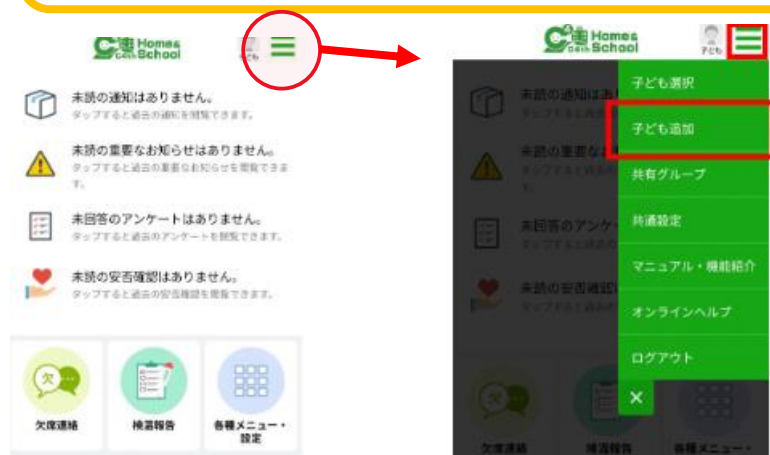 Home&School
子ども
未読の通知はありません。
タップすると過去の通知を閲覧できます。
未読の重要なお知らせはありません。
タップすると過去の重要なお知らせを閲覧できま
す。
未回答のアンケートはありません。
タップすると過去のアンケートを閲覧できます。
未読の安否確認はありません。
タップすると過去の安否確認を閲覧できます。
欠
欠席連絡
検温報告
各種メニュー・
設定
Home&School
子ども
子ども選択
子ども追加
共有グループ
共通設定
マニュアル・機能紹介
オンラインヘルプ
ログアウト
×
未読の通知はあ
未読の重要な
未回答のアンケー
未読の安否確認
欠席連絡
検温報告
各種メニュー・